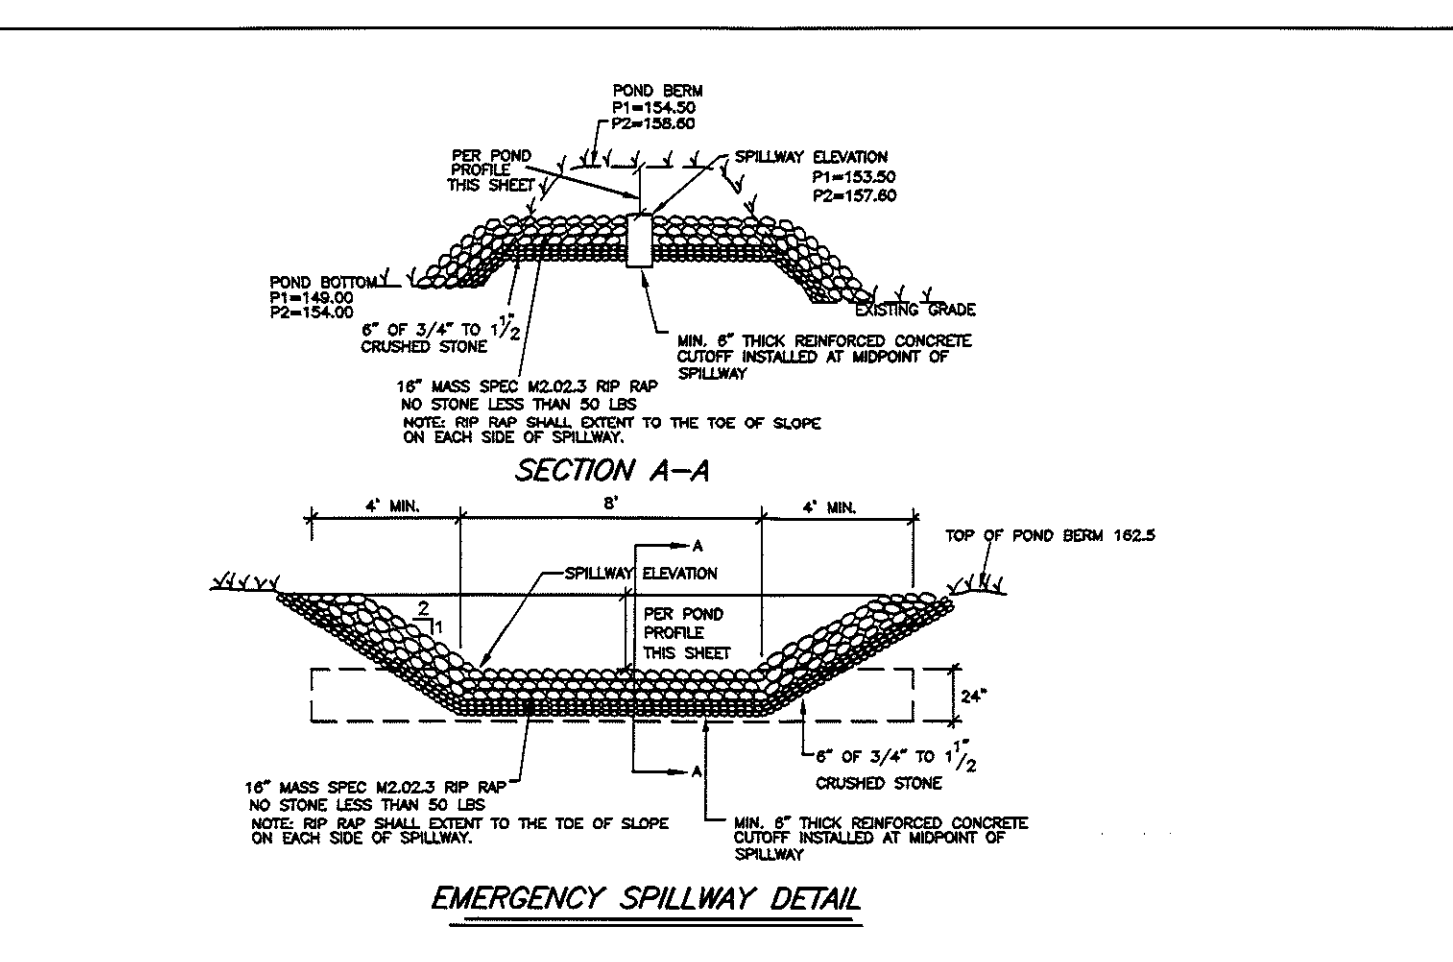 POND BERM
P1=154.50
P2=158.60
PER POND
PROFILE
THIS SHEET
SPILLWAY ELEVATION
P1=153.50
P2=157.60
POND BOTTOM
P1=149.00
P2=154.00
EXISTING GRADE
6" OF 3/4" TO 1 1"/2
CRUSHED STONE
MIN. 6" THICK REINFORCED CONCRETE
CUTOFF INSTALLED AT MIDPOINT OF
SPILLWAY
16" MASS SPEC M2.02.3 RIP RAP
NO STONE LESS THAN 50 LBS
NOTE: RIP RAP SHALL EXTENT TO THE TOE OF SLOPE
ON EACH SIDE OF SPILLWAY.
SECTION A-A
4' MIN.
8'
4' MIN.
TOP OF POND BERM 162.5
A
SPILLWAY ELEVATION
2
1
PER POND
PROFILE
THIS SHEET
24"
6" OF 3/4" TO 1 1"/2
CRUSHED STONE
A
16" MASS SPEC M2.02.3 RIP RAP
NO STONE LESS THAN 50 LBS
NOTE: RIP RAP SHALL EXTENT TO THE TOE OF SLOPE
ON EACH SIDE OF SPILLWAY.
MIN. 6" THICK REINFORCED CONCRETE
CUTOFF INSTALLED AT MIDPOINT OF
SPILLWAY
EMERGENCY SPILLWAY DETAIL